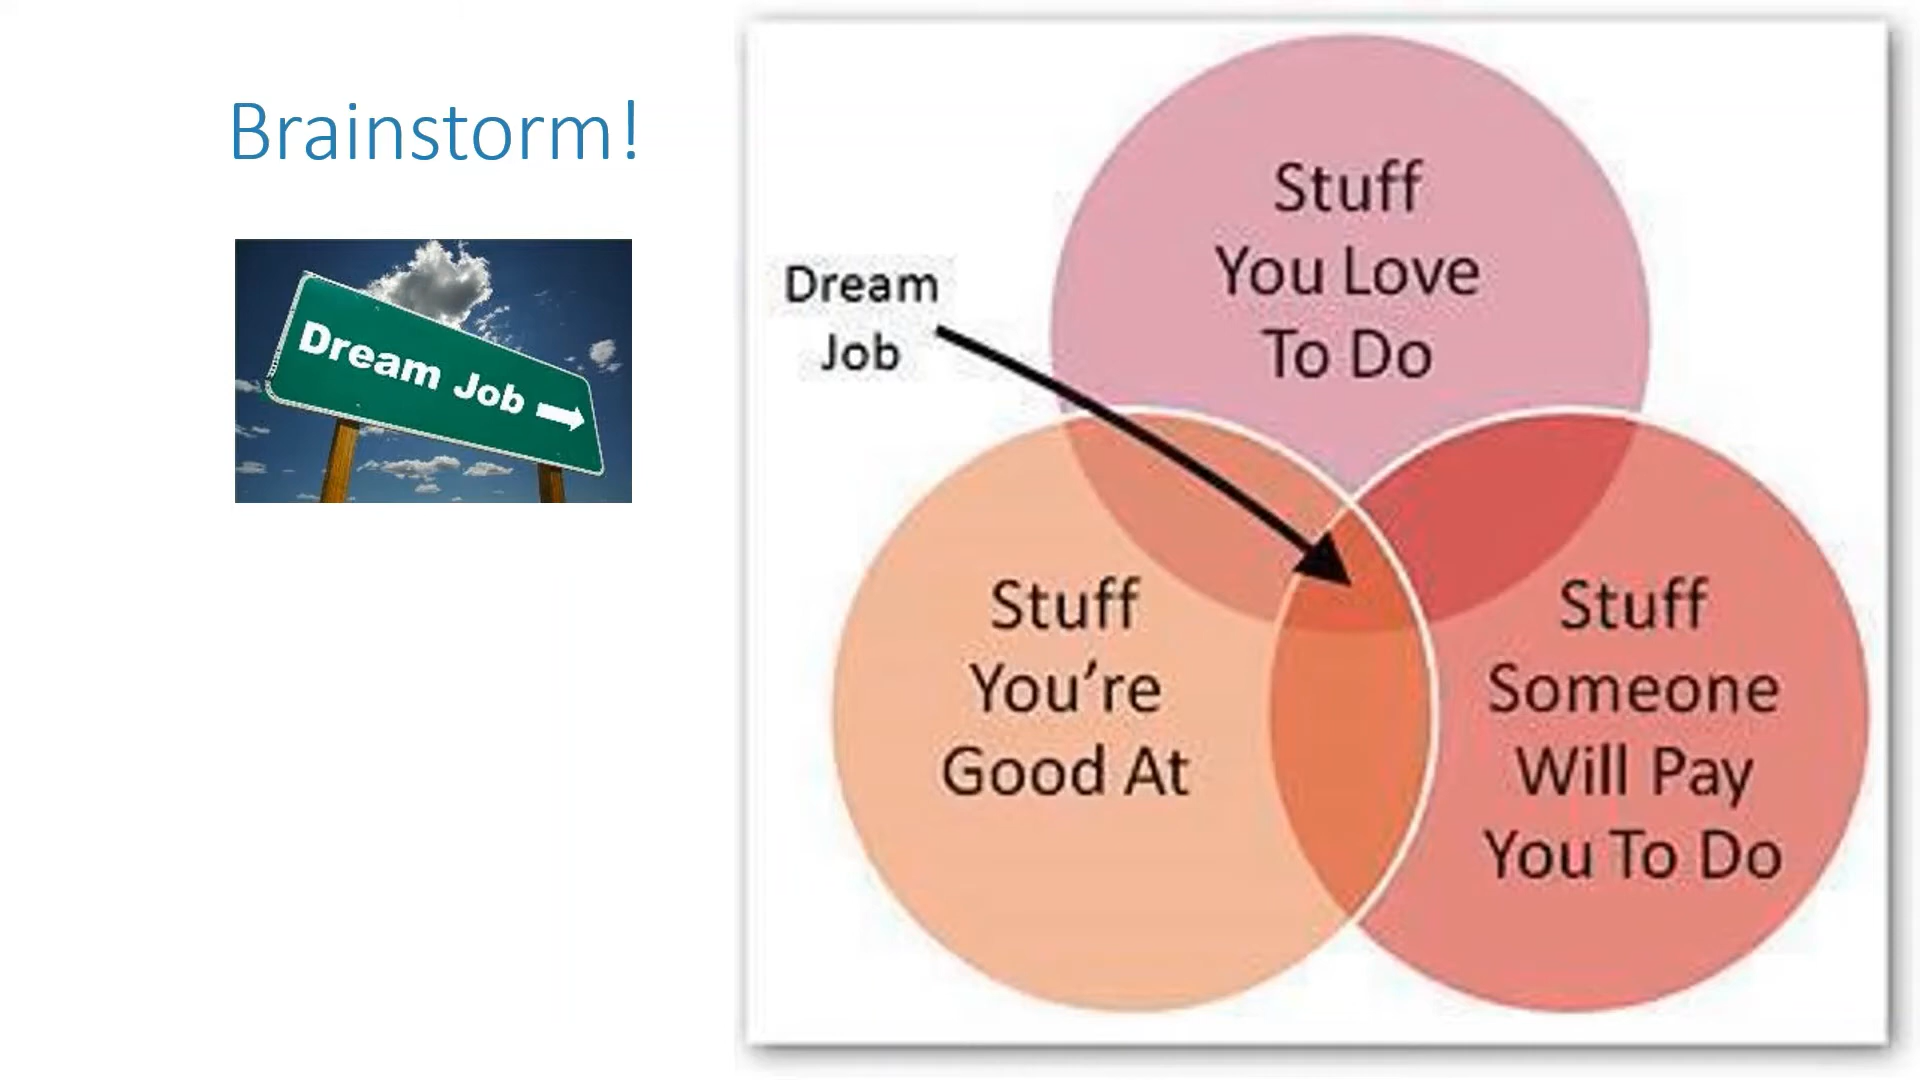 Brainstorm!
Dream Job
Dream
Job
Stuff
You Love
To Do
Stuff
You’re
Good At
Stuff
Someone
Will Pay
You To Do